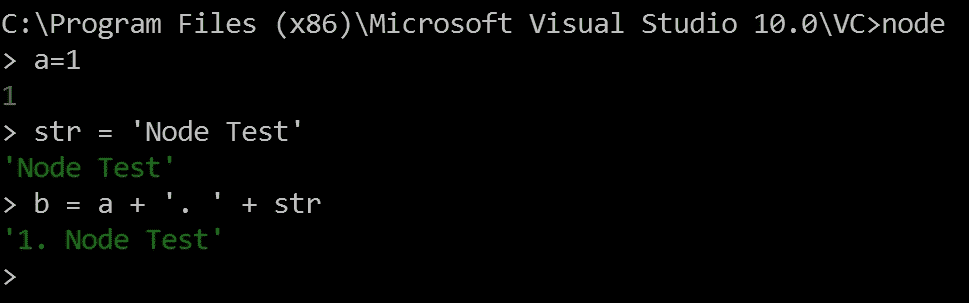 C:\Program Files (x86)\Microsoft Visual Studio 10.0\VC>node
> a=1
1
> str = 'Node Test'
'Node Test'
> b = a + '. ' + str
'1. Node Test'
>